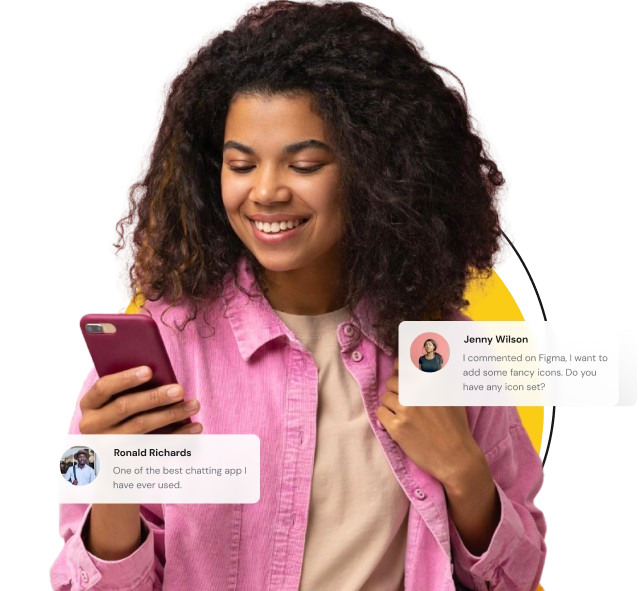 Jenny Wilson
I commented on Figma, I want to
add some fancy icons. Do you
have any icon set?
Ronald Richards
One of the best chatting app I
have ever used.